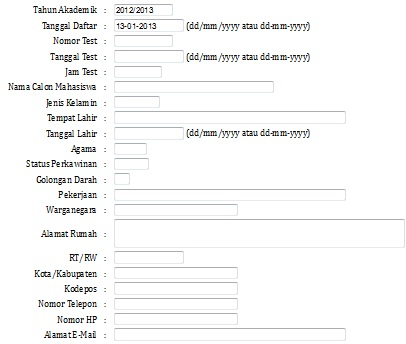 Tahun Akademik : 2012/2013
Tanggal Daftar : 13-01-2013 (dd/mm/yyyy atau dd-mm-yyyy)
Nomor Test :
Tanggal Test : (dd/mm/yyyy atau dd-mm-yyyy)
Jam Test :
Nama Calon Mahasiswa :
Jenis Kelamin :
Tempat Lahir :
Tanggal Lahir : (dd/mm/yyyy atau dd-mm-yyyy)
Agama :
Status Perkawinan :
Golongan Darah :
Pekerjaan :
Warganegara :
Alamat Rumah :
RT/RW :
Kota/Kabupaten :
Kodepos :
Nomor Telepon :
Nomor HP :
Alamat E-Mail :